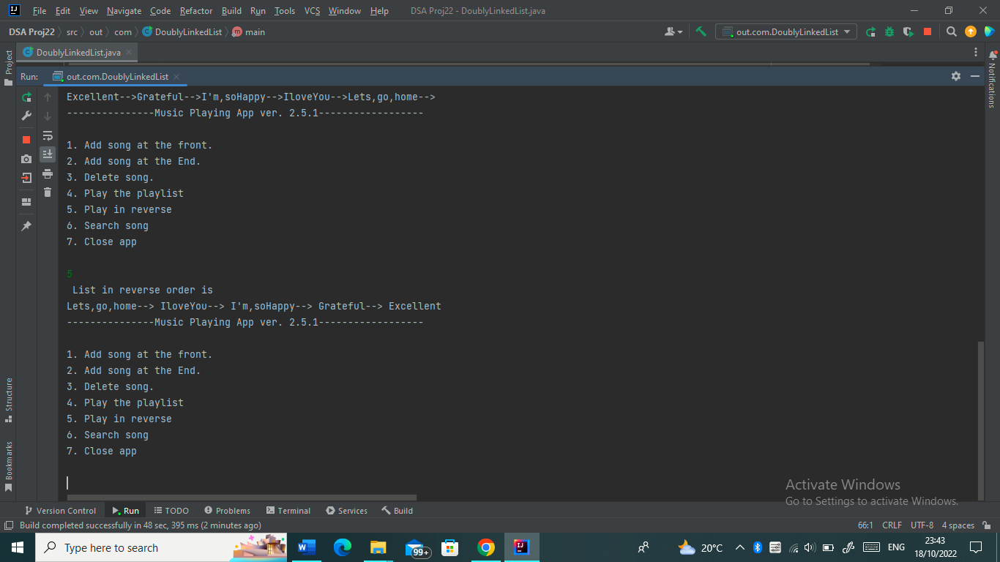 File Edit View Navigate Code Refactor Build Run Tools VCS Window Help DSA Proj22 - DoublyLinkedList.java
DSA Proj22 src out com DoublyLinkedList main out.com.DoublyLinkedList
Project
DoublyLinkedList.java
Notifications
Run: out.com.DoublyLinkedList
Excellent-->Grateful-->I'm,soHappy-->IloveYou-->Lets,go,home-->
---------------Music Playing App ver. 2.5.1------------------
1. Add song at the front.
2. Add song at the End.
3. Delete song.
4. Play the playlist
5. Play in reverse
6. Search song
7. Close app
5
List in reverse order is
Lets,go,home--> IloveYou--> I'm,soHappy--> Grateful--> Excellent
---------------Music Playing App ver. 2.5.1------------------
1. Add song at the front.
2. Add song at the End.
3. Delete song.
4. Play the playlist
5. Play in reverse
6. Search song
7. Close app
Structure
Bookmarks
Activate Windows
Go to Settings to activate Windows.
Version Control Run TODO Problems Terminal Services Build
Build completed successfully in 48 sec, 395 ms (2 minutes ago) 66:1 CRLF UTF-8 4 spaces
Type here to search 99+ 20°C ENG 23:43
18/10/2022